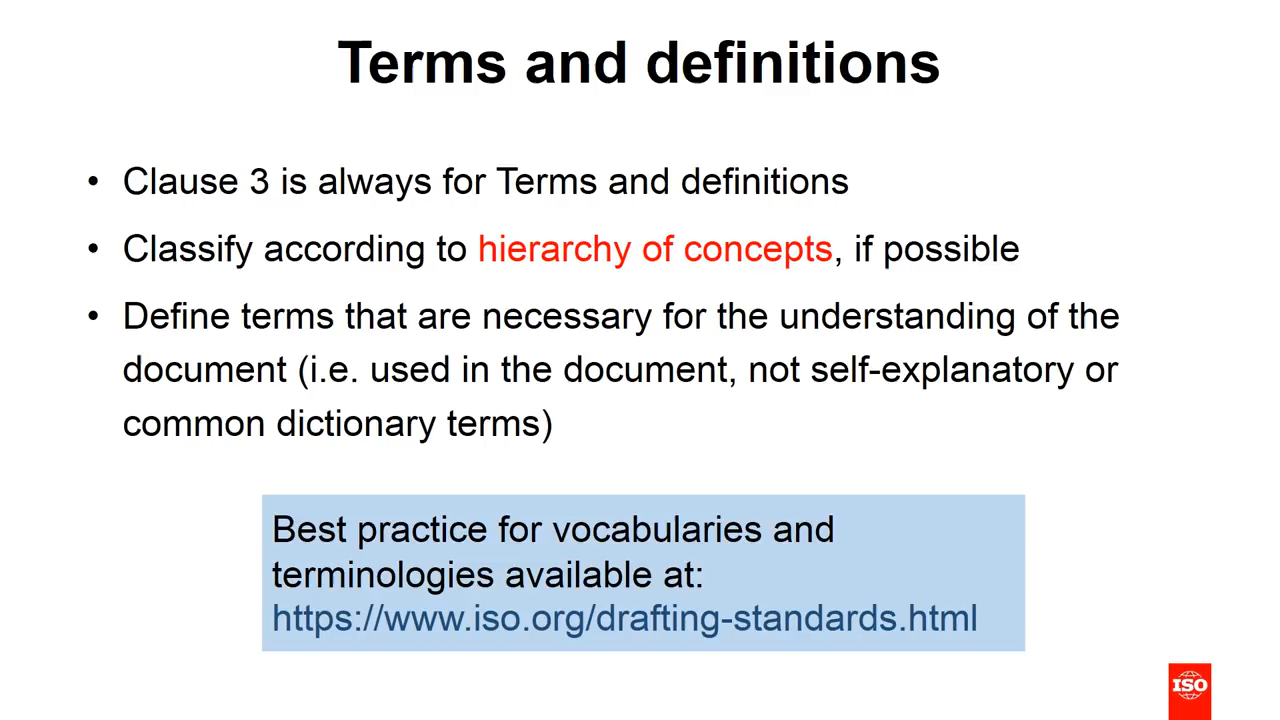 Terms and definitions
• Clause 3 is always for Terms and definitions
• Classify according to hierarchy of concepts, if possible
• Define terms that are necessary for the understanding of the
document (i.e. used in the document, not self-explanatory or
common dictionary terms)
Best practice for vocabularies and
terminologies available at:
https://www.iso.org/drafting-standards.html
ISO